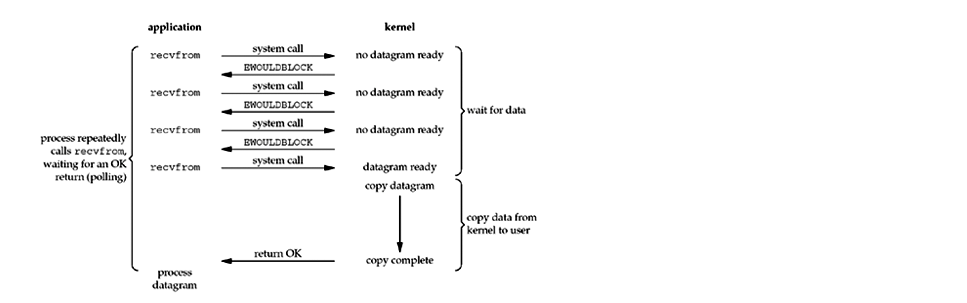 application kernel
recvfrom system call no datagram ready
EWOULDBLOCK
recvfrom system call no datagram ready
EWOULDBLOCK
recvfrom system call no datagram ready
EWOULDBLOCK
recvfrom system call datagram ready
wait for data
process repeatedly
calls recvfrom,
waiting for an OK
return (polling)
copy datagram
copy data from
kernel to user
return OK copy complete
process
datagram